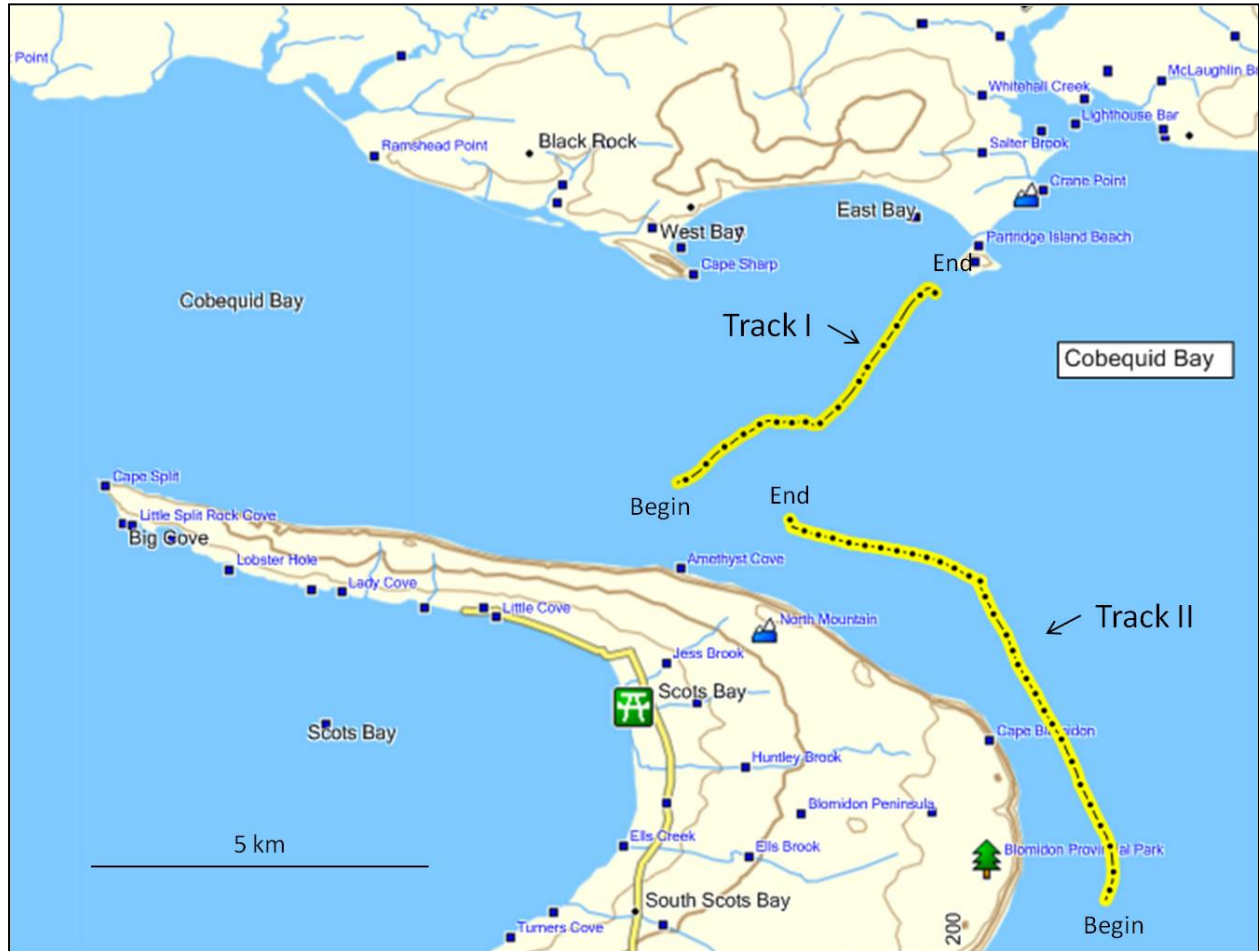 Point
Whitehall Creek
McLaughlin B
Lighthouse Bar
Black Rock
Ramshead Point
Salter Brook
Crane Point
East Bay
West Bay
Partridge Island Beach
Cape Sharp
End
Cobequid Bay
Track I
Cobequid Bay
Cape Split
Begin
End
Little Split Rock Cove
Big Cove
Lobster Hole
Amethyst Cove
Lady Cove
Little Cove
North Mountain
Track II
Jess Brook
Scots Bay
Scots Bay
Cape Blomidon
Huntley Brook
Blomidon Peninsula
5 km
Ells Creek
Ells Brook
Blomidon Provincial Park
South Scots Bay
200
Turners Cove
Begin